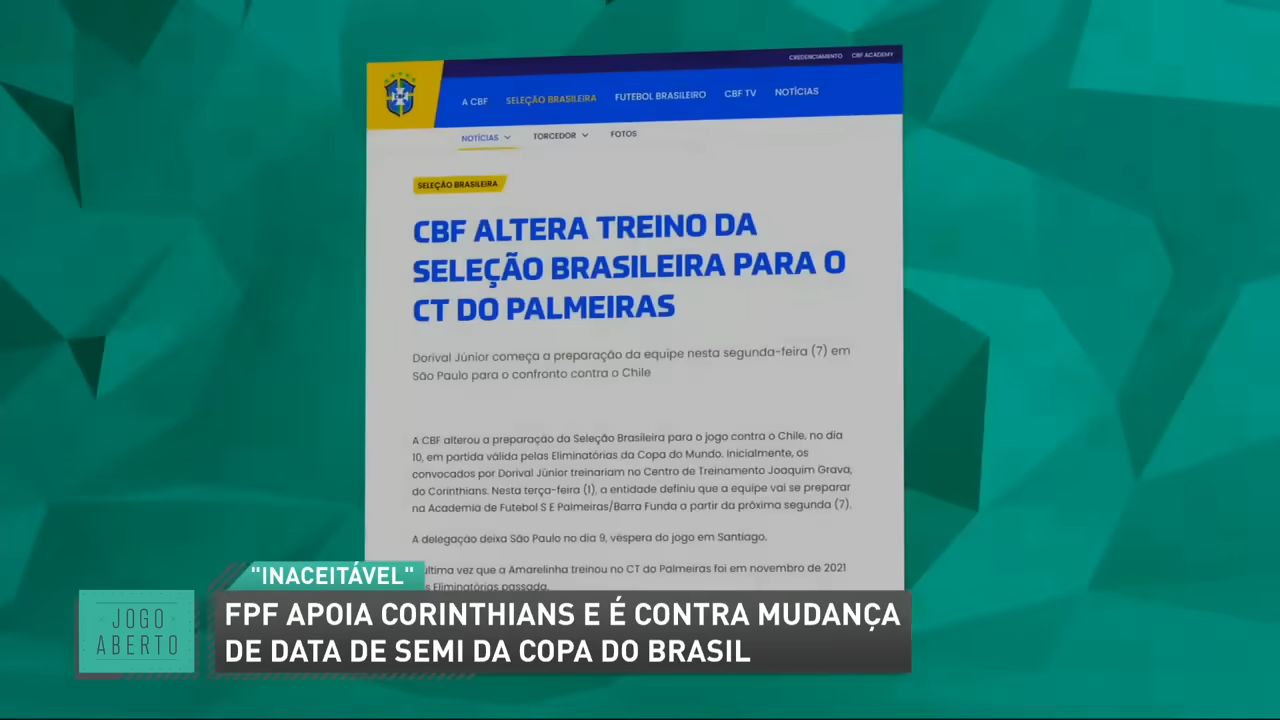 CREDENCIAMENTO CBF ACADEMY
A CBF SELEÇÃO BRASILEIRA FUTEBOL BRASILEIRO CBF TV NOTÍCIAS
NOTÍCIAS TORCEDOR FOTOS
SELEÇÃO BRASILEIRA
CBF ALTERA TREINO DA
SELEÇÃO BRASILEIRA PARA O
CT DO PALMEIRAS
Dorival Júnior começa a preparação da equipe nesta segunda-feira (7) em
São Paulo para o confronto contra o Chile
A CBF alterou a preparação da Seleção Brasileira para o jogo contra o Chile, no dia
10, em partida válida pelas Eliminatórias da Copa do Mundo. Inicialmente, os
convocados por Dorival Júnior treinariam no Centro de Treinamento Joaquim Grava,
do Corinthians. Nesta terça-feira (1), a entidade definiu que a equipe vai se preparar
na Academia de Futebol S E Palmeiras/Barra Funda a partir da próxima segunda (7).
A delegação deixa São Paulo no dia 9, véspera do jogo em Santiago.
última vez que a Amarelinha treinou no CT do Palmeiras foi em novembro de 2021
Eliminatórias passada.
"INACEITÁVEL"
FPF APOIA CORINTHIANS E É CONTRA MUDANÇA
DE DATA DE SEMI DA COPA DO BRASIL
JOGO
ABERTO